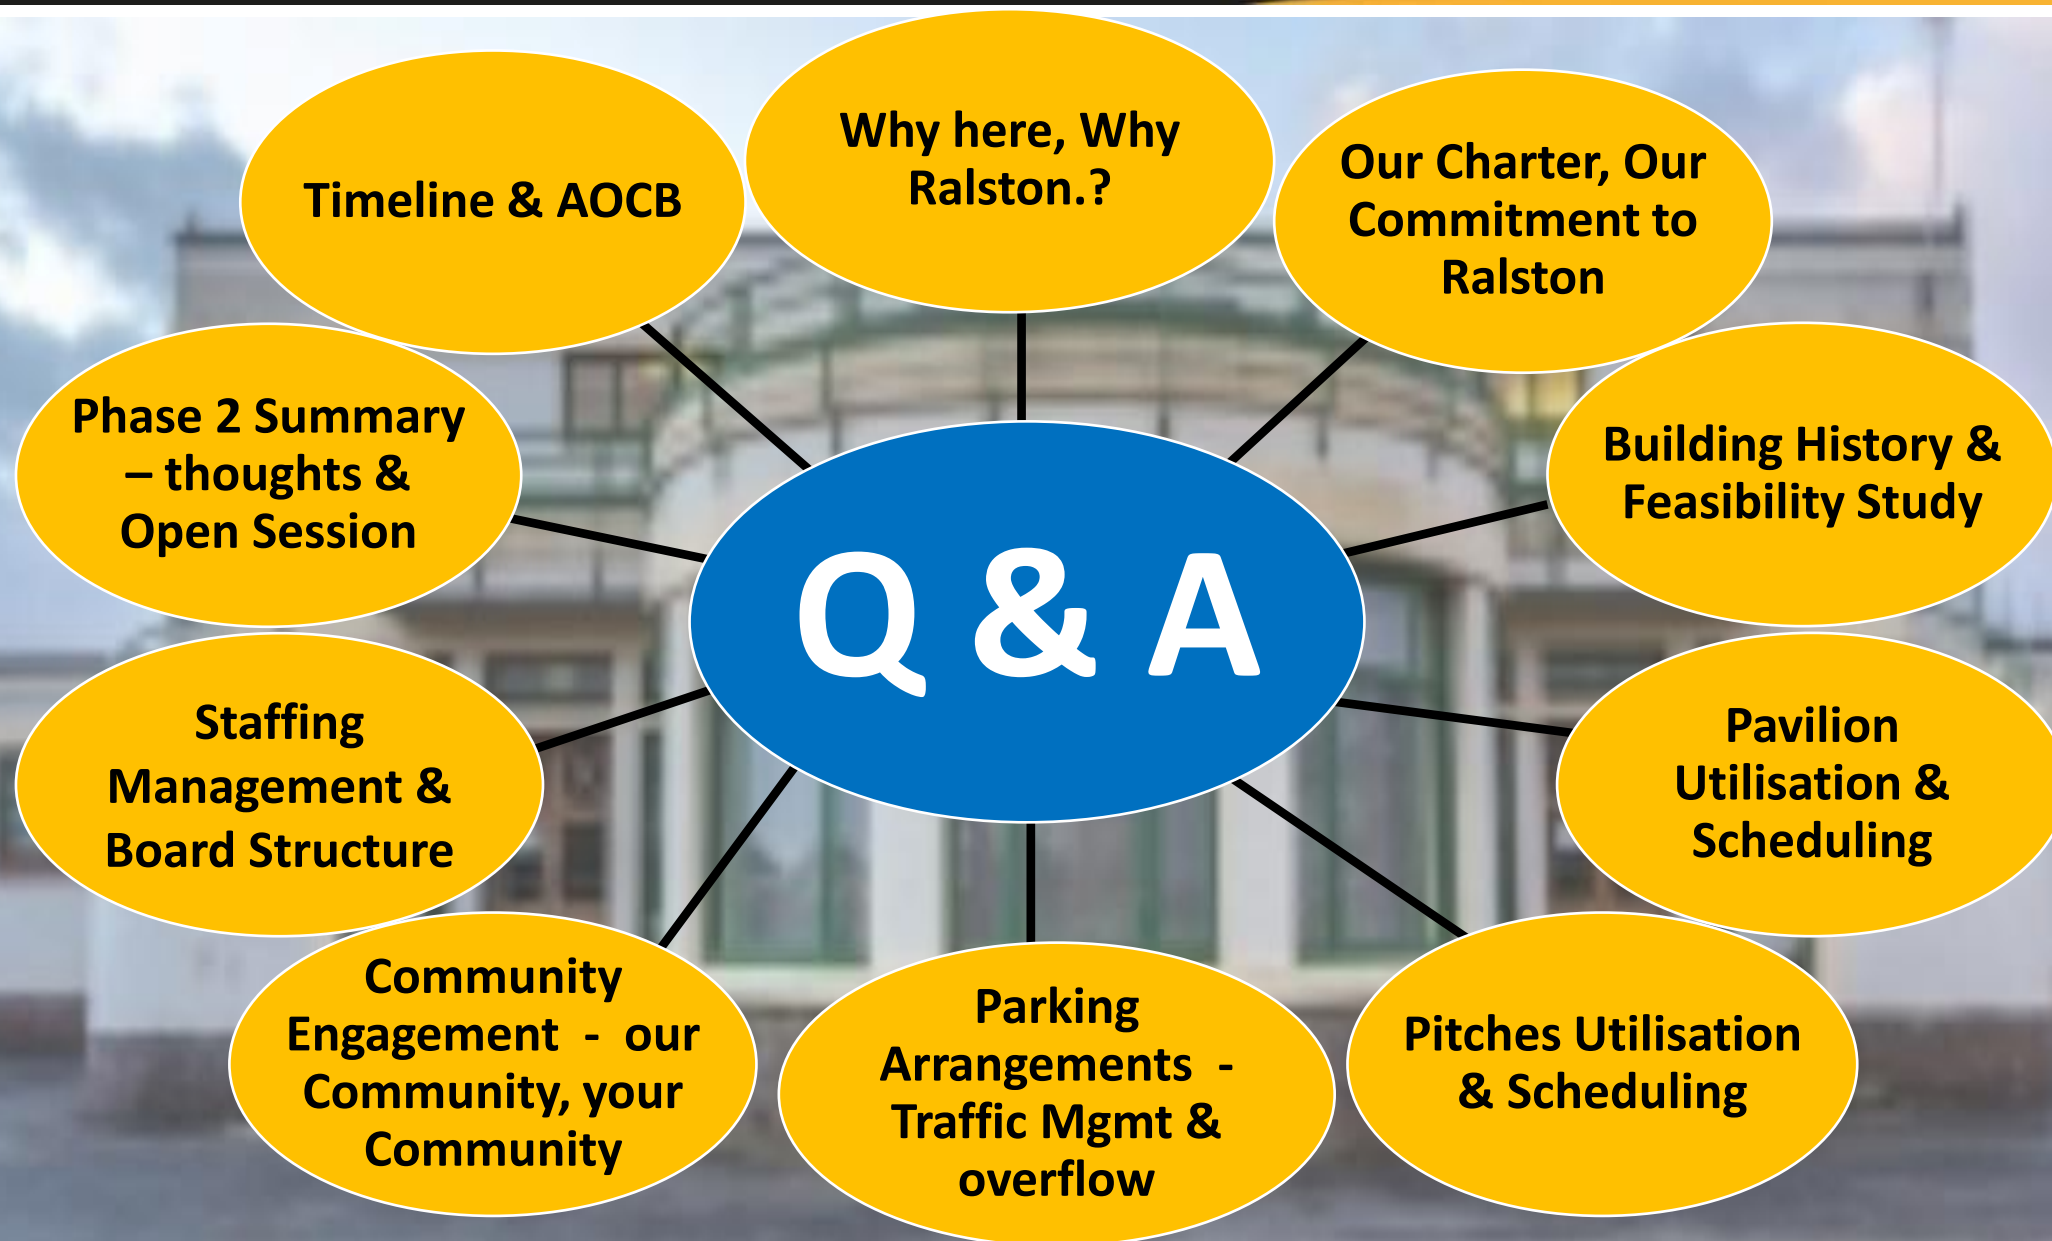 Why here, Why
Ralston.?
Our Charter, Our
Commitment to
Ralston
Building History &
Feasibility Study
Pavilion
Utilisation &
Scheduling
Pitches Utilisation
& Scheduling
Parking
Arrangements  -
Traffic Mgmt &
overflow
Community
Engagement  -  our
Community, your
Community
Staffing
Management &
Board Structure
Phase 2 Summary
– thoughts &
Open Session
Timeline & AOCB
Q & A